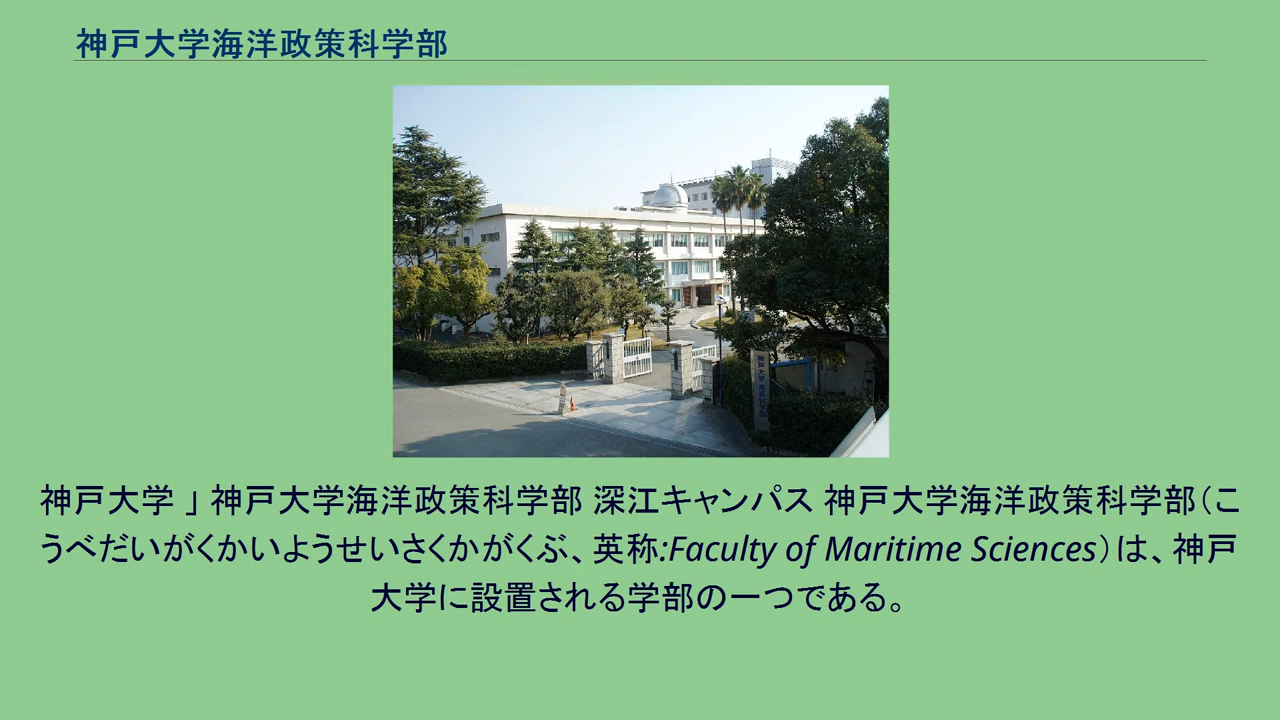 神戸大学海洋政策科学部
神戸大学 」 神戸大学海洋政策科学部 深江キャンパス 神戸大学海洋政策科学部（こ
うべだいがくかいようせいさくかがくぶ、英称:Faculty of Maritime Sciences）は、神戸
大学に設置される学部の一つである。